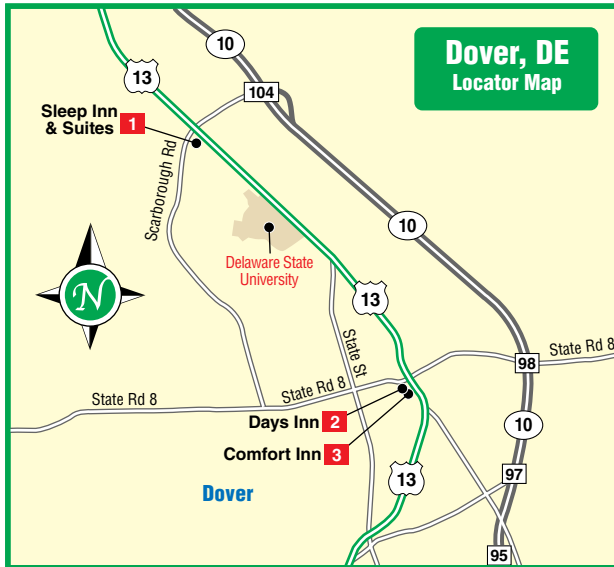 Dover, DE
Locator Map
10
13
104
Sleep Inn
& Suites 1
Scarborough Rd
10
Delaware State
University
N
13
State St
98
State Rd 8
State Rd 8
State Rd 8
Days Inn 2
10
Comfort Inn 3
97
13
Dover
95